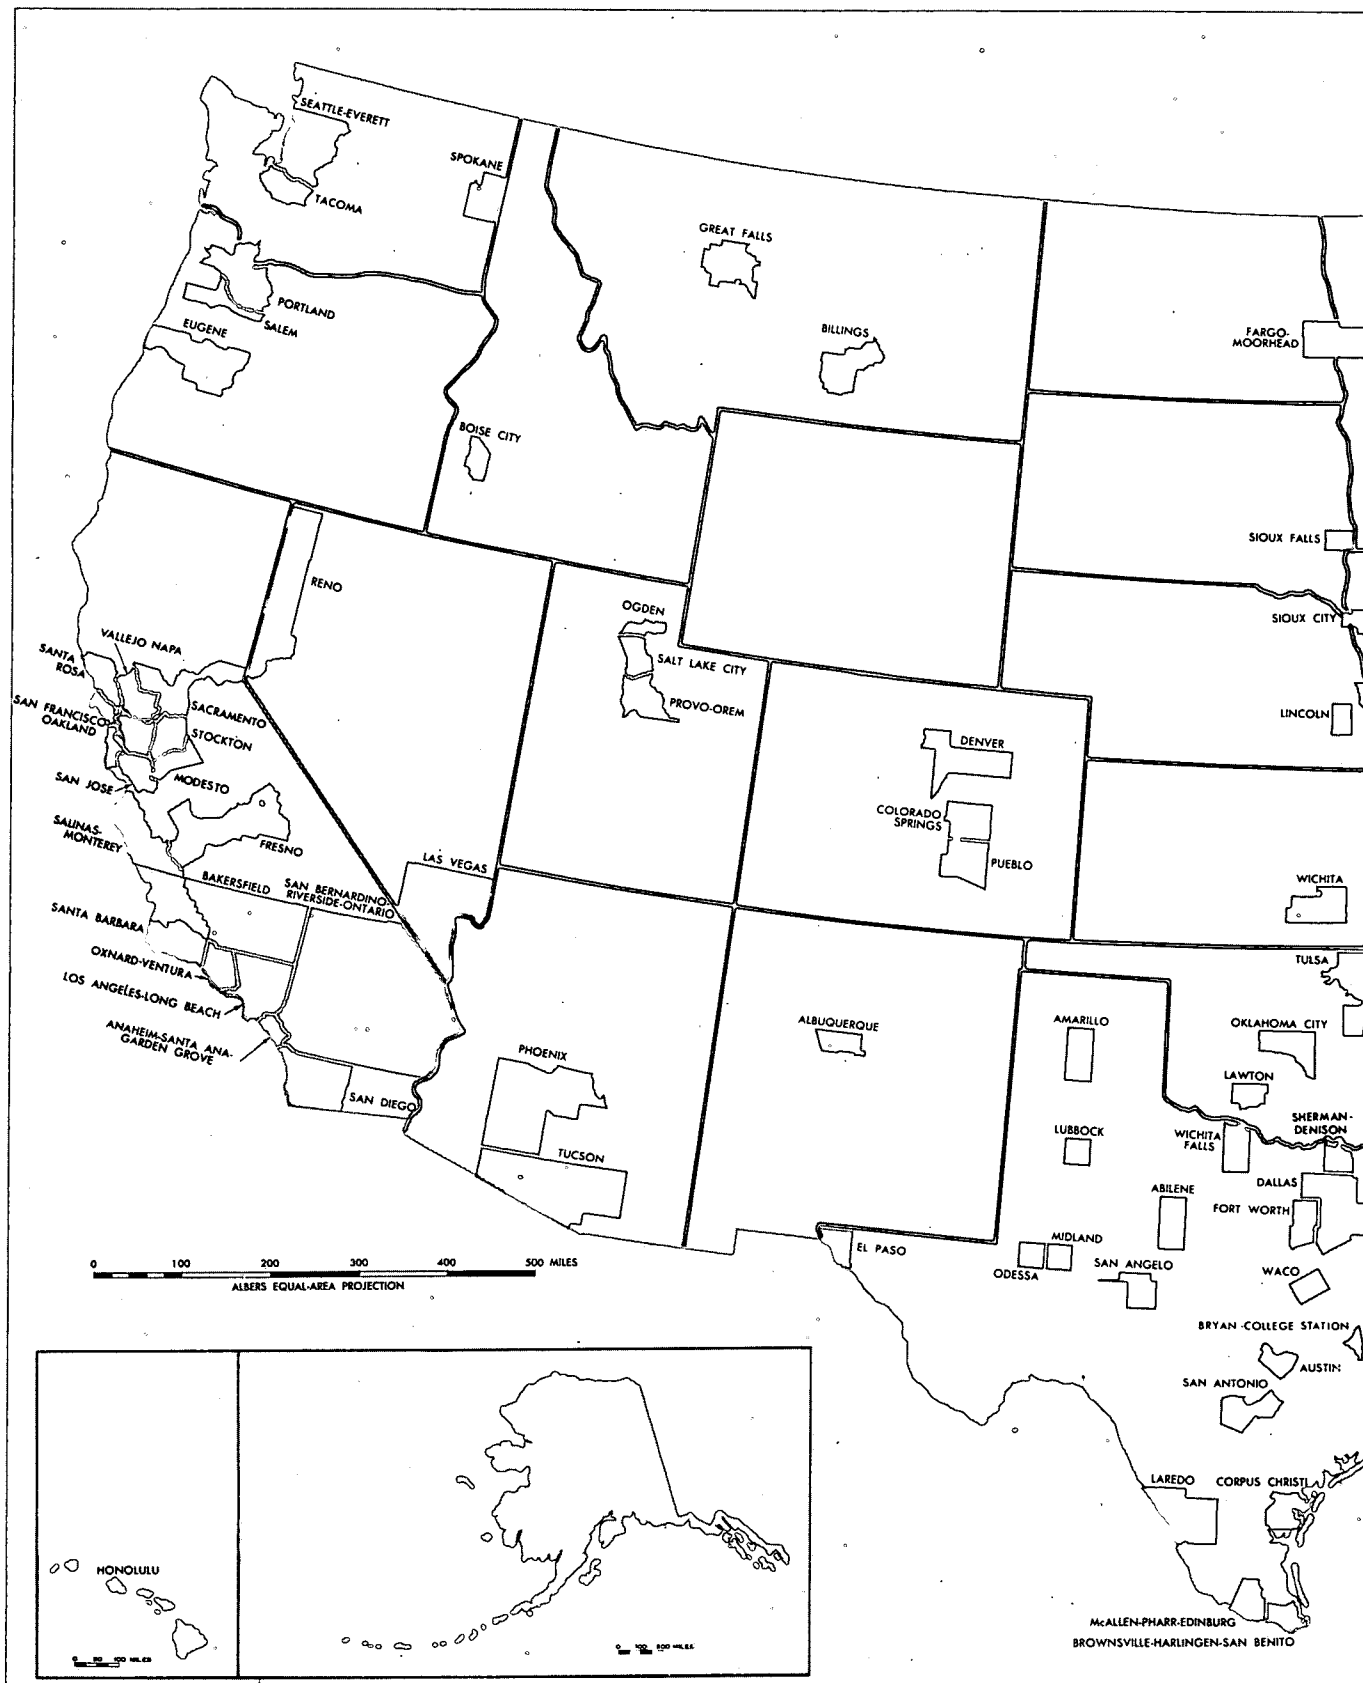 SEATTLE-EVERETT
SPOKANE
TACOMA
GREAT FALLS
PORTLAND
SALEM
EUGENE
BILLINGS
FARGO-
MOORHEAD
BOISE CITY
SIOUX FALLS
RENO
OGDEN
SIOUX CITY
VALLEJO NAPA
SANTA
ROSA
SALT LAKE CITY
PROVO-OREM
SACRAMENTO
SAN FRANCISCO
OAKLAND
STOCKTON
LINCOLN
DENVER
SAN JOSE
MODESTO
COLORADO
SPRINGS
SALINAS-
MONTEREY
FRESNO
PUEBLO
LAS VEGAS
BAKERSFIELD
SAN BERNARDINO-
RIVERSIDE-ONTARIO
WICHITA
SANTA BARBARA
OXNARD-VENTURA
TULSA
LOS ANGELES-LONG BEACH
ANAHEIM-SANTA ANA-
GARDEN GROVE
ALBUQUERQUE
AMARILLO
OKLAHOMA CITY
PHOENIX
LAWTON
SAN DIEGO
SHERMAN-
DENISON
LUBBOCK
WICHITA
FALLS
TUCSON
DALLAS
ABILENE
FORT WORTH
EL PASO
MIDLAND
ODESSA
SAN ANGELO
WACO
0 100 200 300 400 500 MILES
ALBERS EQUAL-AREA PROJECTION
BRYAN-COLLEGE STATION
AUSTIN
SAN ANTONIO
LAREDO
CORPUS CHRISTI
HONOLULU
McALLEN-PHARR-EDINBURG
BROWNSVILLE-HARLINGEN-SAN BENITO
0 100 MILES
0 100 MILES